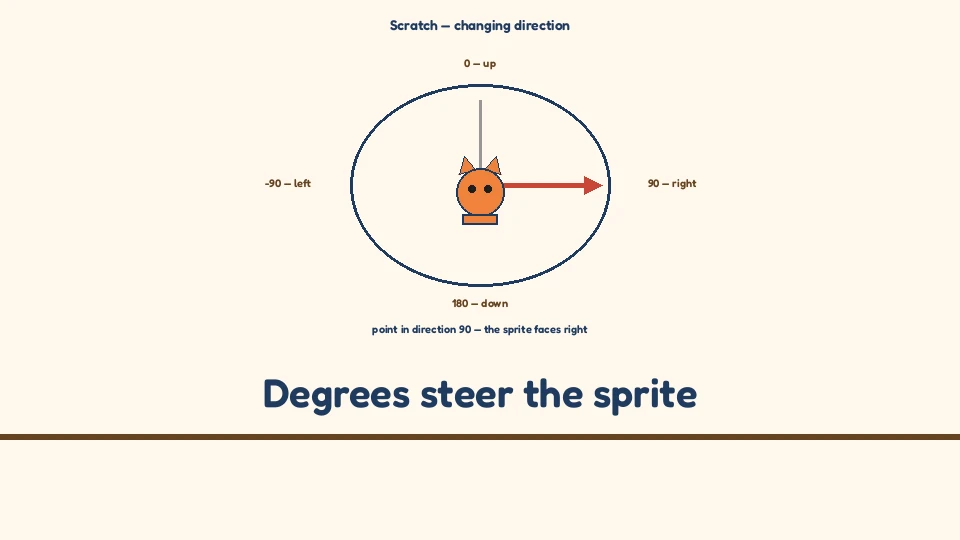 Scratch — changing direction
0 — up
-90 — left
90 — right
180 — down
point in direction 90 — the sprite faces right
Degrees steer the sprite